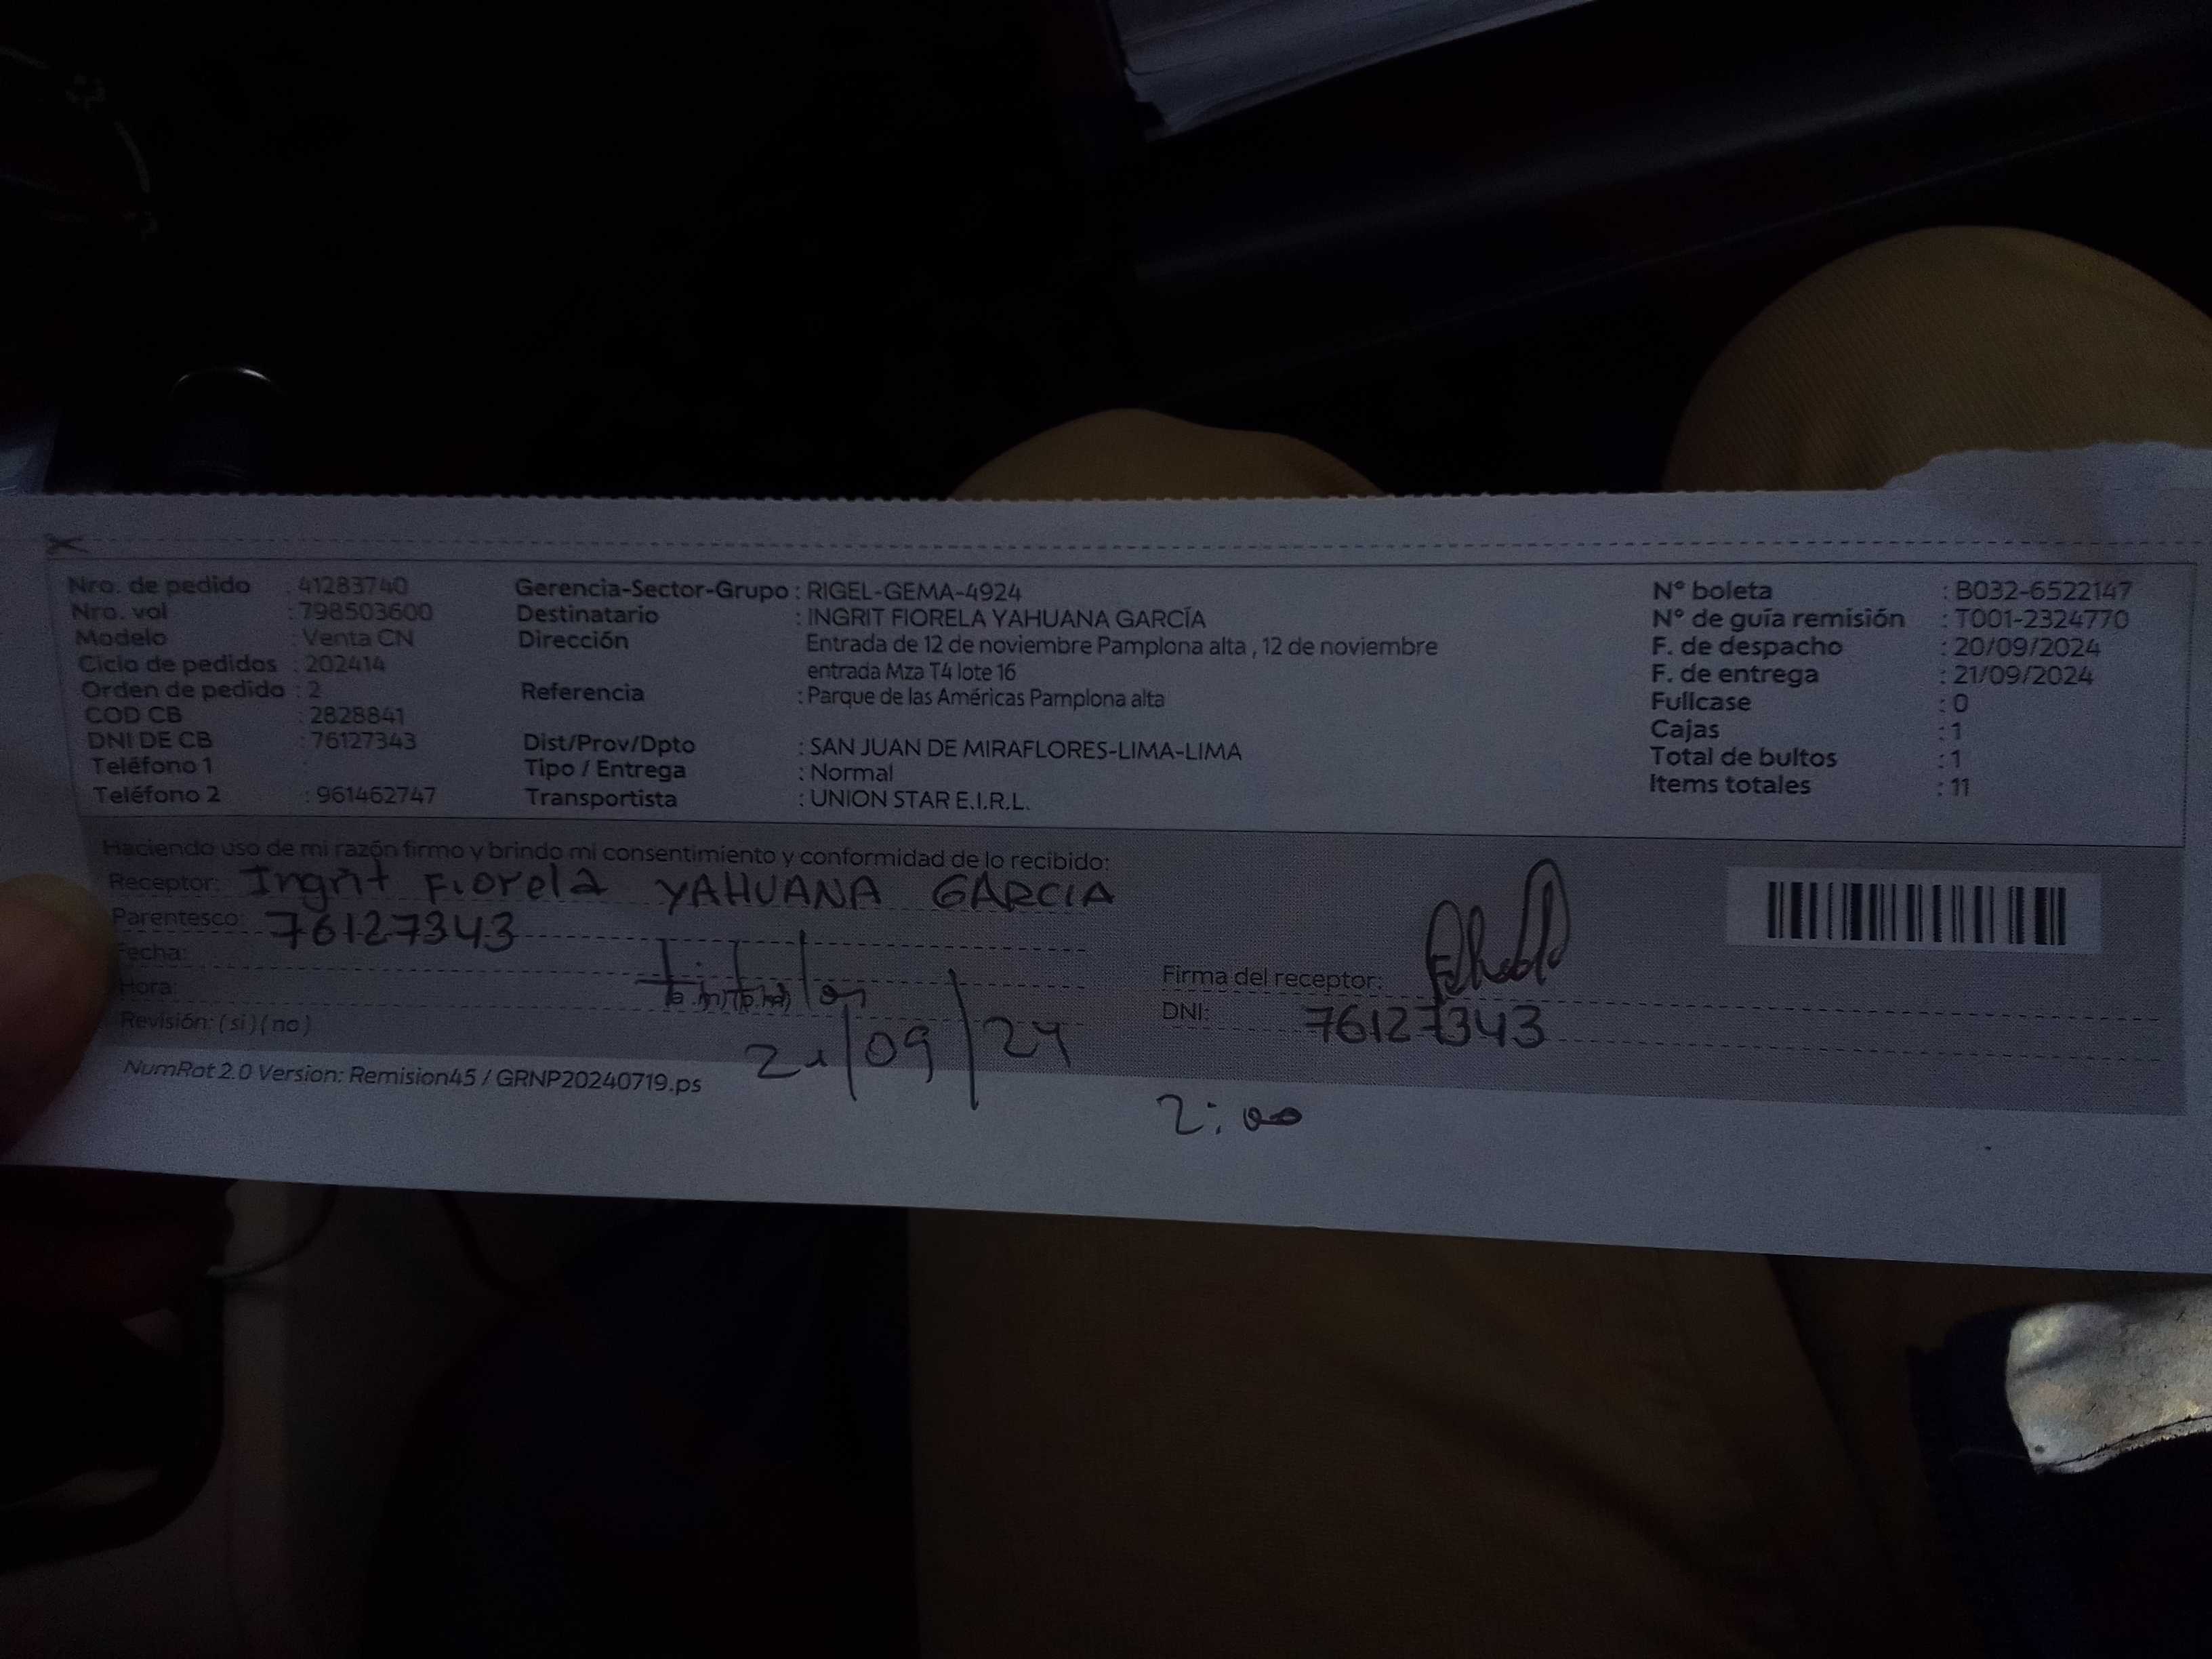 Nro. de pedido : 41283740
Nro. vol : 798503600
Modelo : Venta CN
Ciclo de pedidos : 202414
Orden de pedido : 2
COD CB : 2828841
DNI DE CB : 76127343
Teléfono 1 :
Teléfono 2 : 961462747
Gerencia-Sector-Grupo : RIGEL-GEMA-4924
Destinatario : INGRIT FIORELA YAHUANA GARCÍA
Dirección Entrada de 12 de noviembre Pamplona alta , 12 de noviembre
entrada Mza T4 lote 16
Referencia : Parque de las Américas Pamplona alta
Dist/Prov/Dpto : SAN JUAN DE MIRAFLORES-LIMA-LIMA
Tipo / Entrega : Normal
Transportista : UNION STAR E.I.R.L.
N° boleta : B032-6522147
N° de guía remisión : T001-2324770
F. de despacho : 20/09/2024
F. de entrega : 21/09/2024
Fullcase : 0
Cajas : 1
Total de bultos : 1
Items totales : 11
Haciendo uso de mi razón firmo y brindo mi consentimiento y conformidad de lo recibido:
Receptor: Ingrit Fiorela YAHUANA GARCIA
Parentesco: 76127343
Fecha:
Hora:
Revisión: (si) (no)
21/09/24
2:00
Firma del receptor:
DNI: 76127343
NumRot 2.0 Version: Remision45 / GRNP20240719.ps